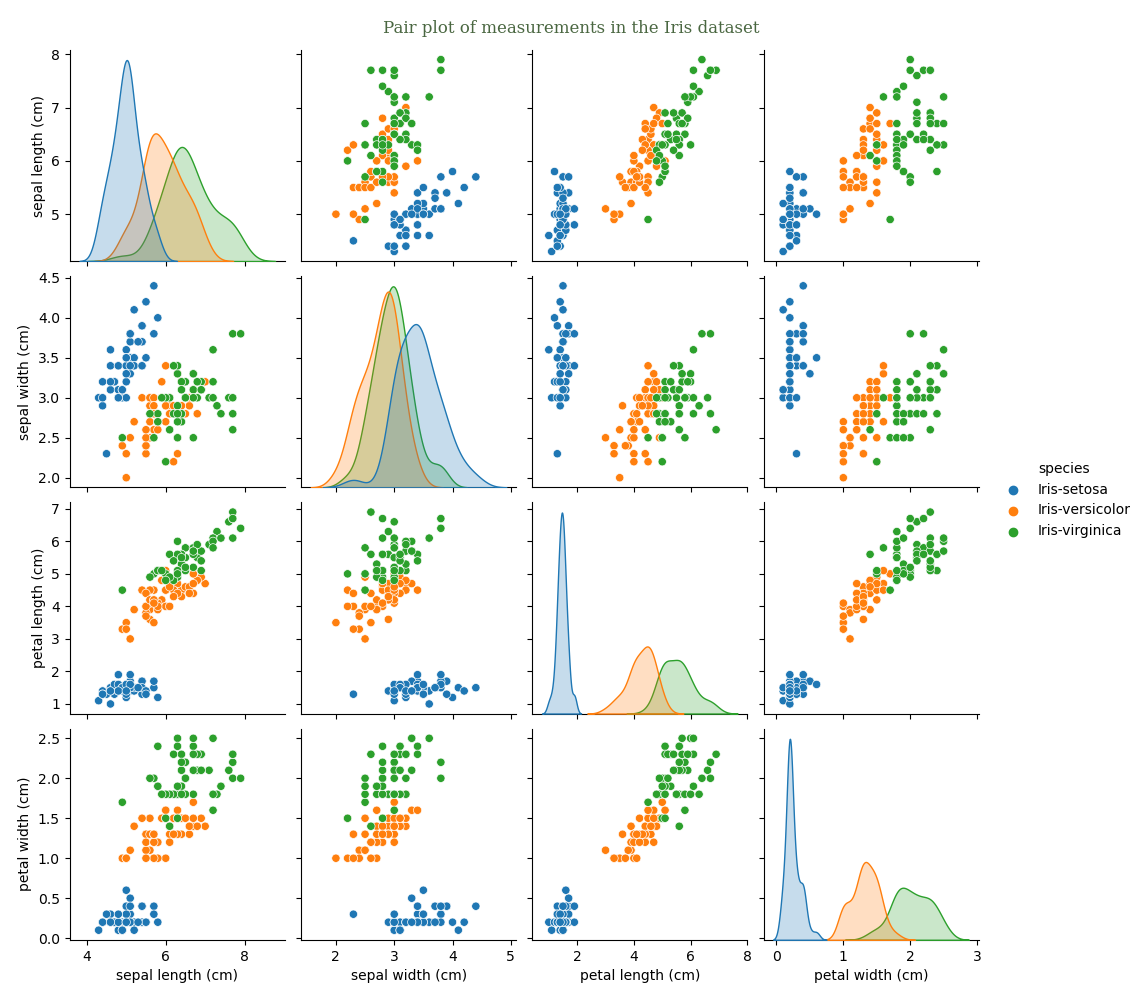 Pair plot of measurements in the Iris dataset
8
7
6
5
sepal length (cm)
4.5
4.0
3.5
3.0
2.5
2.0
sepal width (cm)
7
6
5
4
3
2
1
petal length (cm)
2.5
2.0
1.5
1.0
0.5
0.0
petal width (cm)
4 6 8
sepal length (cm)
2 3 4 5
sepal width (cm)
2 4 6 8
petal length (cm)
0 1 2 3
petal width (cm)
species
Iris-setosa
Iris-versicolor
Iris-virginica